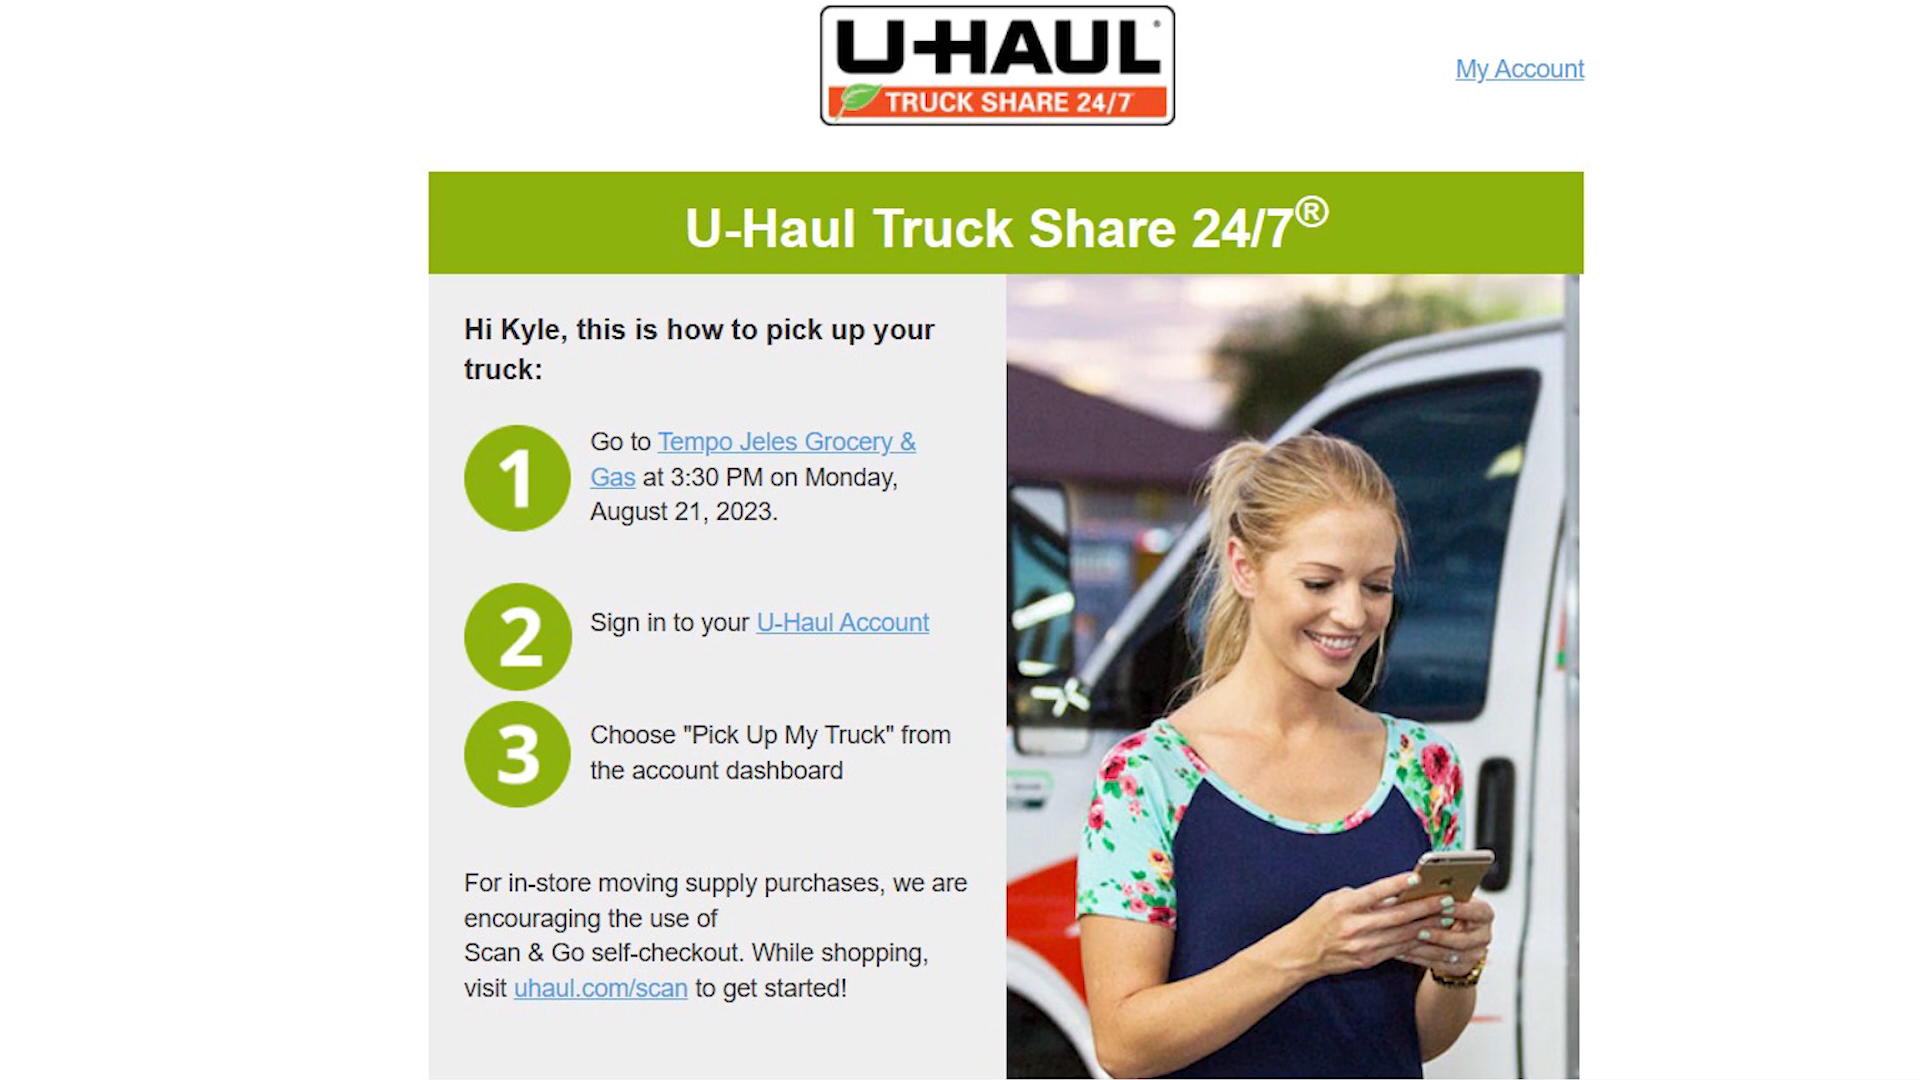 U-HAUL®
TRUCK SHARE 24/7
My Account
U-Haul Truck Share 24/7®
Hi Kyle, this is how to pick up your
truck:
1
Go to Tempo Jeles Grocery &
Gas at 3:30 PM on Monday,
August 21, 2023.
2
Sign in to your U-Haul Account
3
Choose "Pick Up My Truck" from
the account dashboard
For in-store moving supply purchases, we are
encouraging the use of
Scan & Go self-checkout. While shopping,
visit uhaul.com/scan to get started!